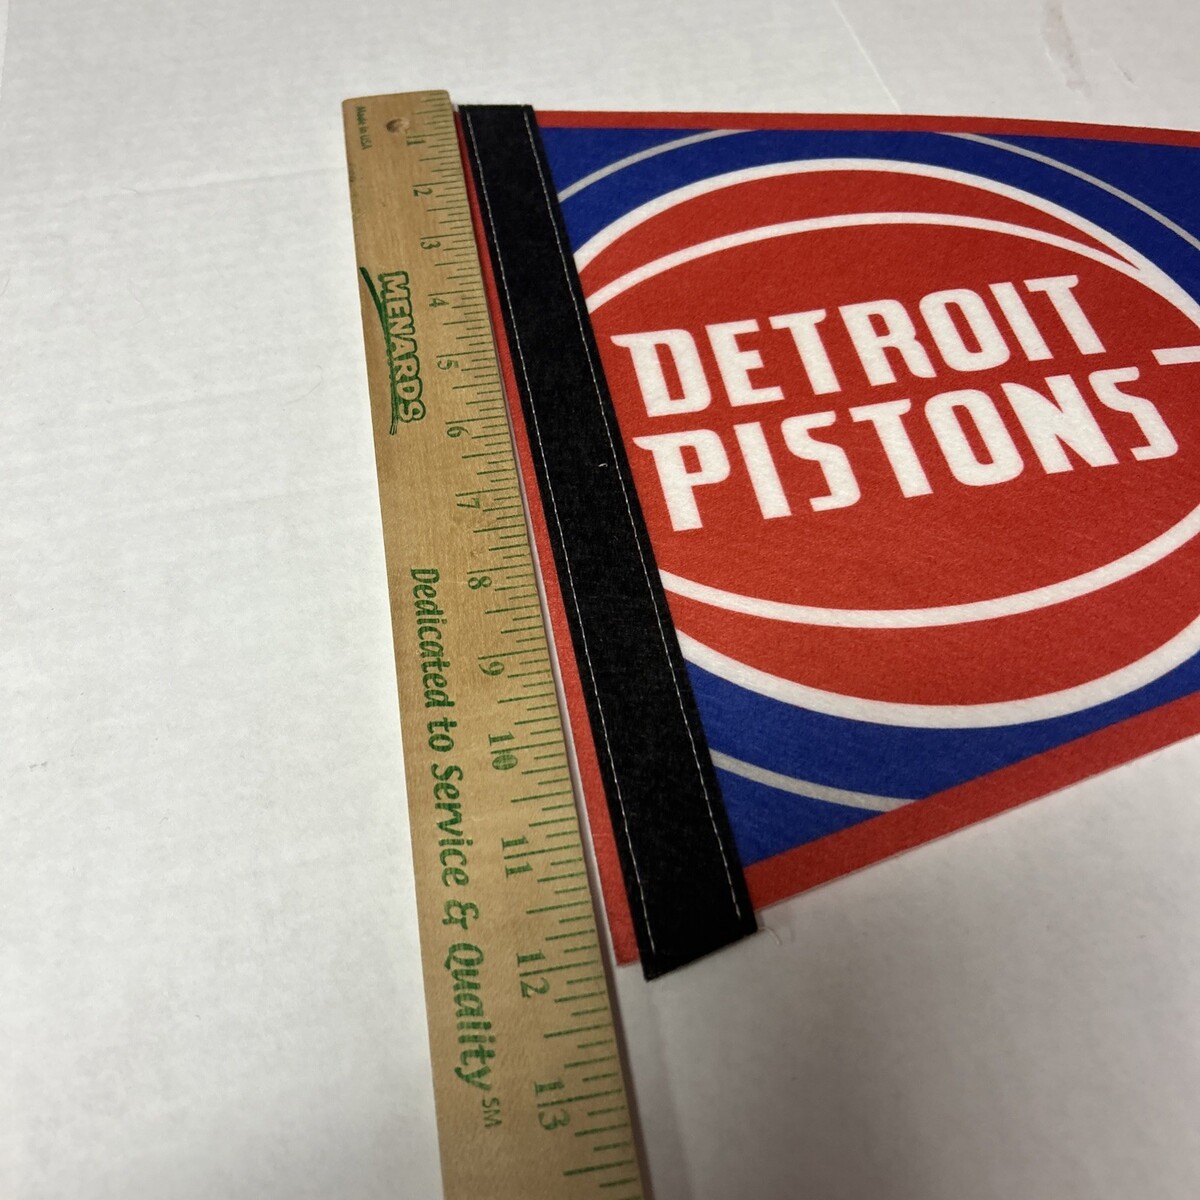 Made in USA
1
2
3
4
5
6
7
8
9
10
11
12
13
MENARDS
Dedicated to Service & Quality SM
DETROIT
PISTONS